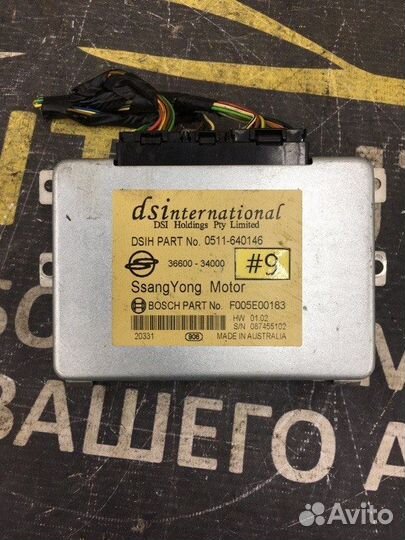 dsinternational
DSI Holdings Pty Limited
DSIH PART No. 0511-640146
36600 - 34000 #9
SsangYong Motor
BOSCH PART No. F005E00183
HW 01.02
S/N 087455102
20331 906 MADE IN AUSTRALIA
ВАШЕГО А
Avito